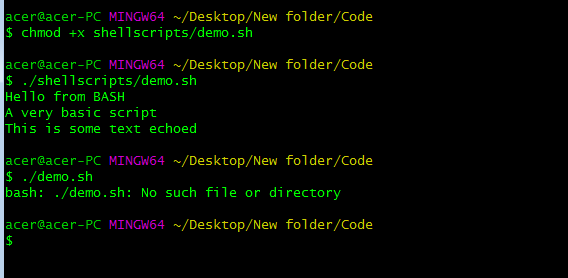 acer@acer-PC MINGW64 ~/Desktop/New folder/Code
$ chmod +x shellscripts/demo.sh
acer@acer-PC MINGW64 ~/Desktop/New folder/Code
$ ./shellscripts/demo.sh
Hello from BASH
A very basic script
This is some text echoed
acer@acer-PC MINGW64 ~/Desktop/New folder/Code
$ ./demo.sh
bash: ./demo.sh: No such file or directory
acer@acer-PC MINGW64 ~/Desktop/New folder/Code
$